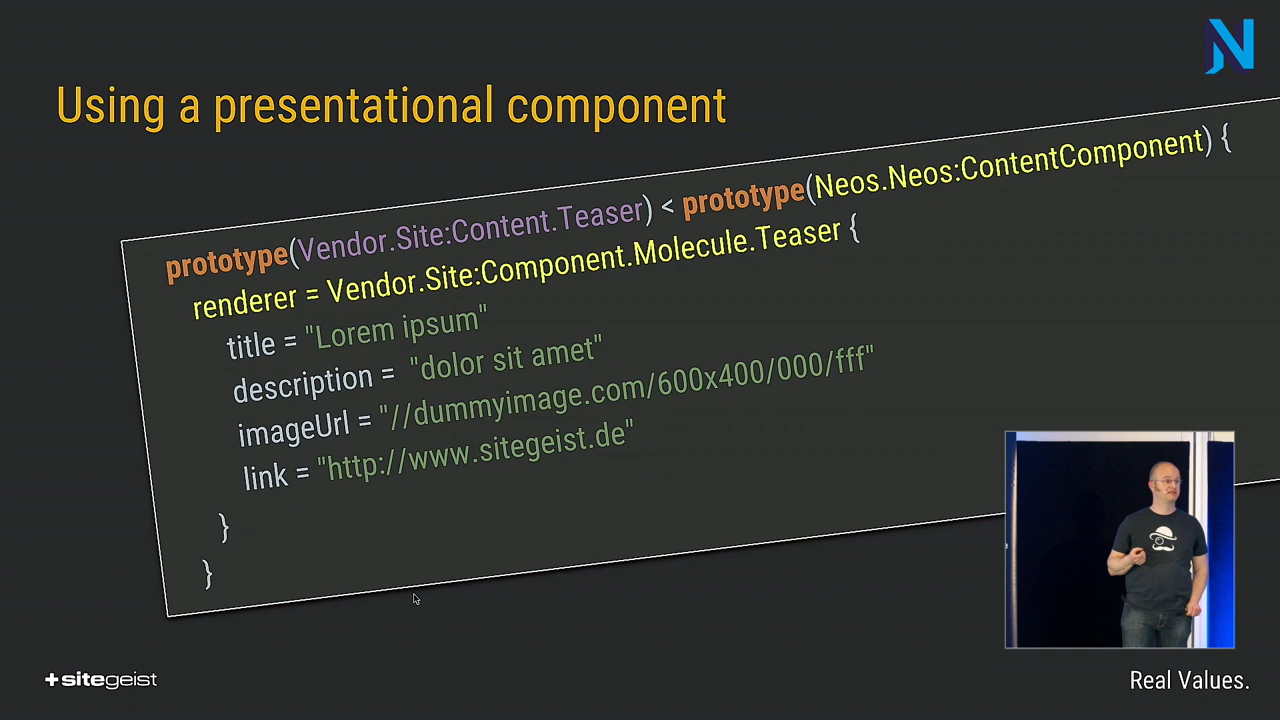 Using a presentational component
prototype(Vendor.Site:Content.Teaser) < prototype(Neos.Neos:ContentComponent) {
renderer = Vendor.Site:Component.Molecule.Teaser {
title = "Lorem ipsum"
description = "dolor sit amet"
imageUrl = "//dummyimage.com/600x400/000/fff"
link = "http://www.sitegeist.de"
}
}
+sitegeist
Real Values.